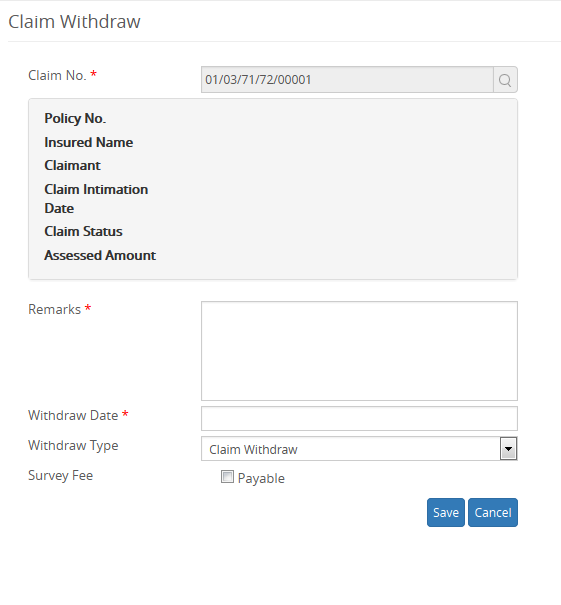 Claim Withdraw
Claim No. *
01/03/71/72/00001
Policy No.
Insured Name
Claimant
Claim Intimation
Date
Claim Status
Assessed Amount
Remarks *
Withdraw Date *
Withdraw Type
Claim Withdraw
Survey Fee
Payable
Save Cancel